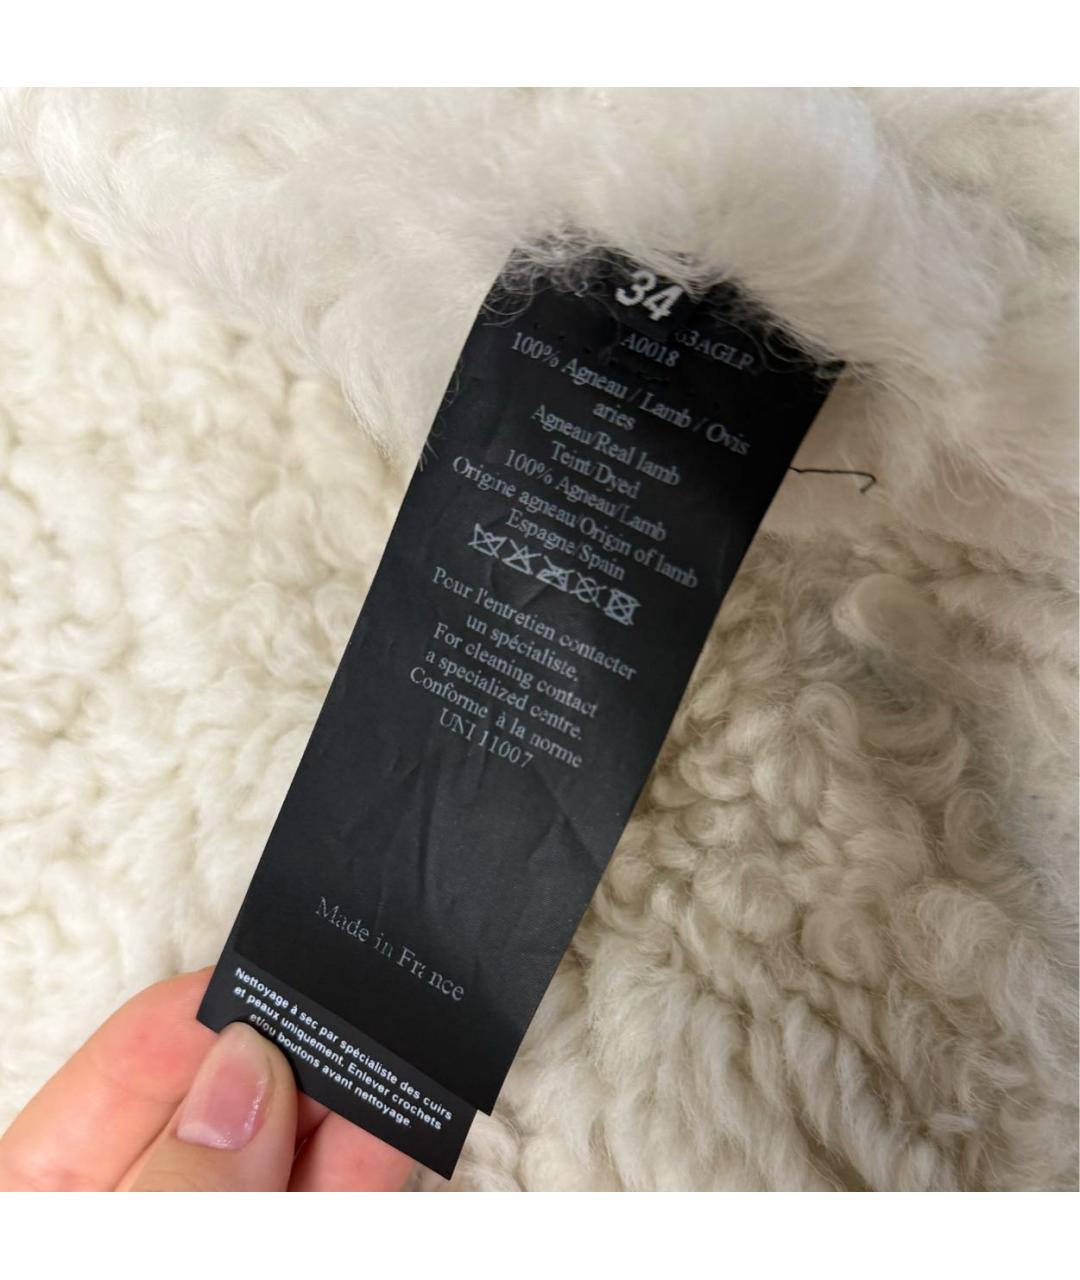 34
63AGLP
A0018
100% Agneau / Lamb / Ovis
aries
Agneau/Real lamb
Teint/Dyed
100% Agneau/Lamb
Origine agneau/Origin of lamb
Espagne/Spain
Pour l'entretien contacter
un spécialiste.
For cleaning contact
a specialized centre.
Conforme à la norme
UNI 11007
Made in France
Nettoyage à sec par spécialiste des cuirs
et peaux uniquement. Enlever crochets
et/ou boutons avant nettoyage.